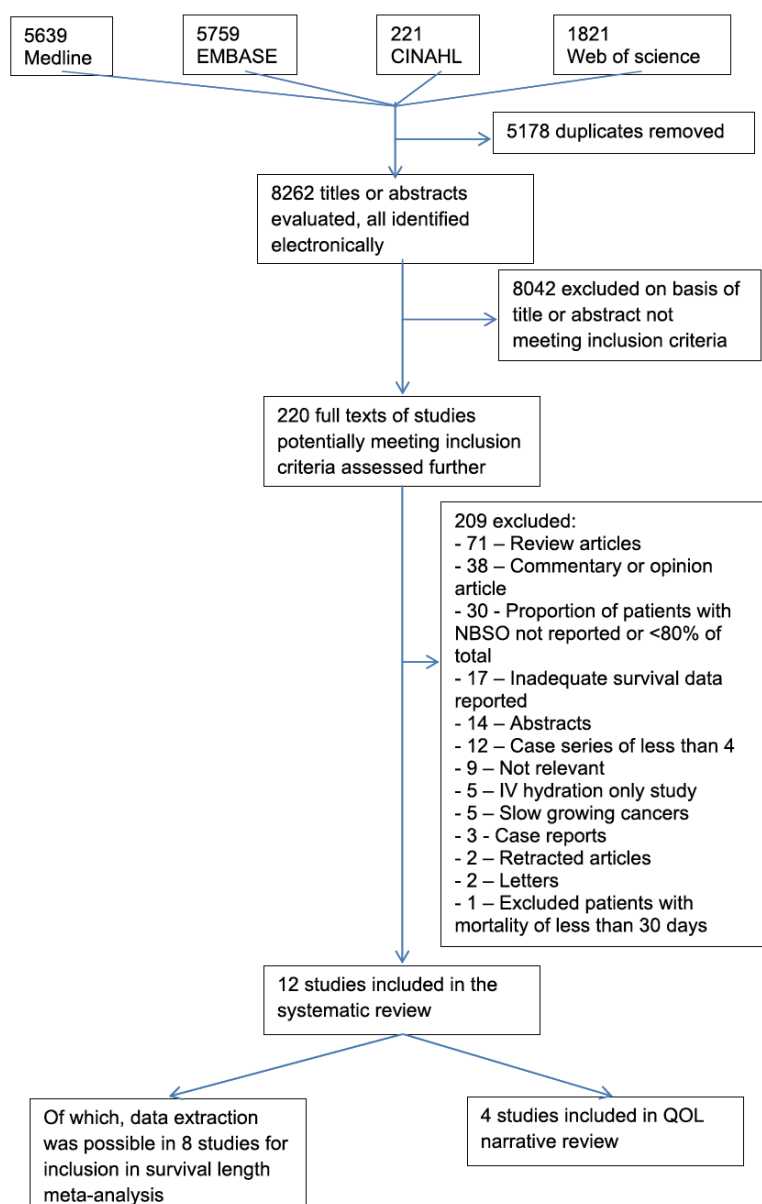 5639
Medline
5759
EMBASE
221
CINAHL
1821
Web of science
5178 duplicates removed
8262 titles or abstracts
evaluated, all identified
electronically
8042 excluded on basis of
title or abstract not
meeting inclusion criteria
220 full texts of studies
potentially meeting inclusion
criteria assessed further
209 excluded:
- 71 – Review articles
- 38 – Commentary or opinion
article
- 30 - Proportion of patients with
NBSO not reported or <80% of
total
- 17 – Inadequate survival data
reported
- 14 – Abstracts
- 12 – Case series of less than 4
- 9 – Not relevant
- 5 – IV hydration only study
- 5 – Slow growing cancers
- 3 - Case reports
- 2 – Retracted articles
- 2 – Letters
- 1 – Excluded patients with
mortality of less than 30 days
12 studies included in the
systematic review
Of which, data extraction
was possible in 8 studies for
inclusion in survival length
meta-analysis
4 studies included in QOL
narrative review